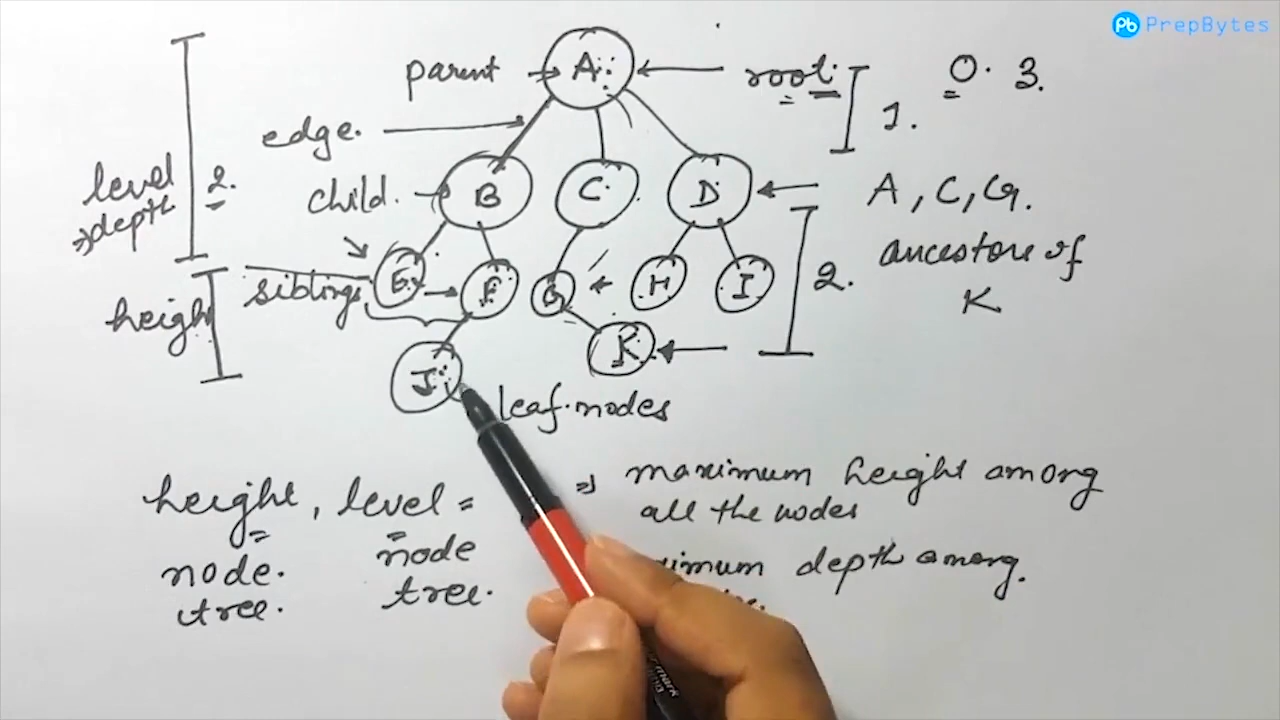 PrepBytes
parent
A
root.
0. 3.
1.
edge.
level
⇒depth
2.
child.
B
C
D
A, C, G.
ancestors of
K
siblings
E
F
G
H
I
2.
height
J
K
leaf nodes
height, level =
⇒ maximum height among
all the nodes
node.
node
maximum depth among.
tree.
tree.